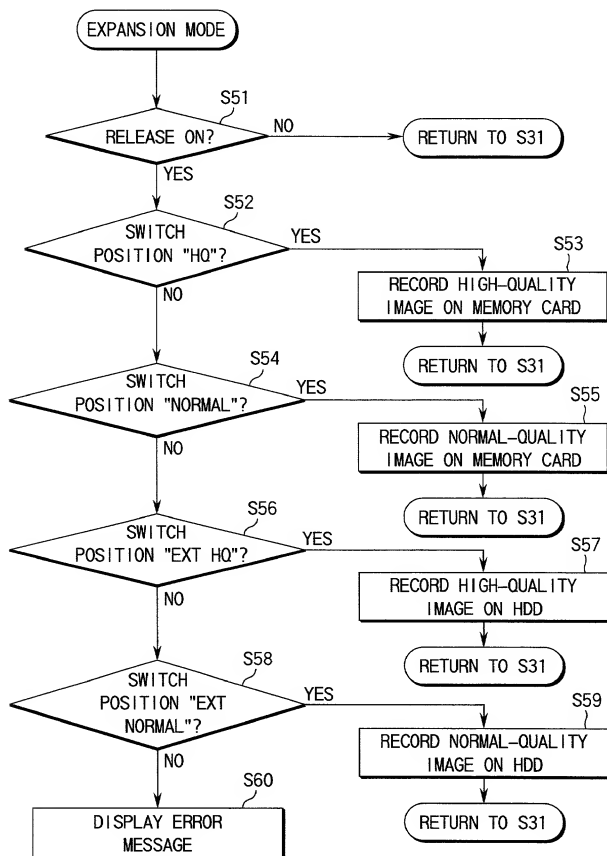 EXPANSION MODE
S51
RELEASE ON?
NO
RETURN TO S31
YES
S52
SWITCH
POSITION "HQ"?
YES
S53
RECORD HIGH-QUALITY
IMAGE ON MEMORY CARD
NO
RETURN TO S31
S54
SWITCH
POSITION "NORMAL"?
YES
S55
RECORD NORMAL-QUALITY
IMAGE ON MEMORY CARD
NO
RETURN TO S31
S56
SWITCH
POSITION "EXT HQ"?
YES
S57
RECORD HIGH-QUALITY
IMAGE ON HDD
NO
RETURN TO S31
S58
SWITCH
POSITION "EXT
NORMAL"?
YES
S59
RECORD NORMAL-QUALITY
IMAGE ON HDD
NO
RETURN TO S31
S60
DISPLAY ERROR
MESSAGE